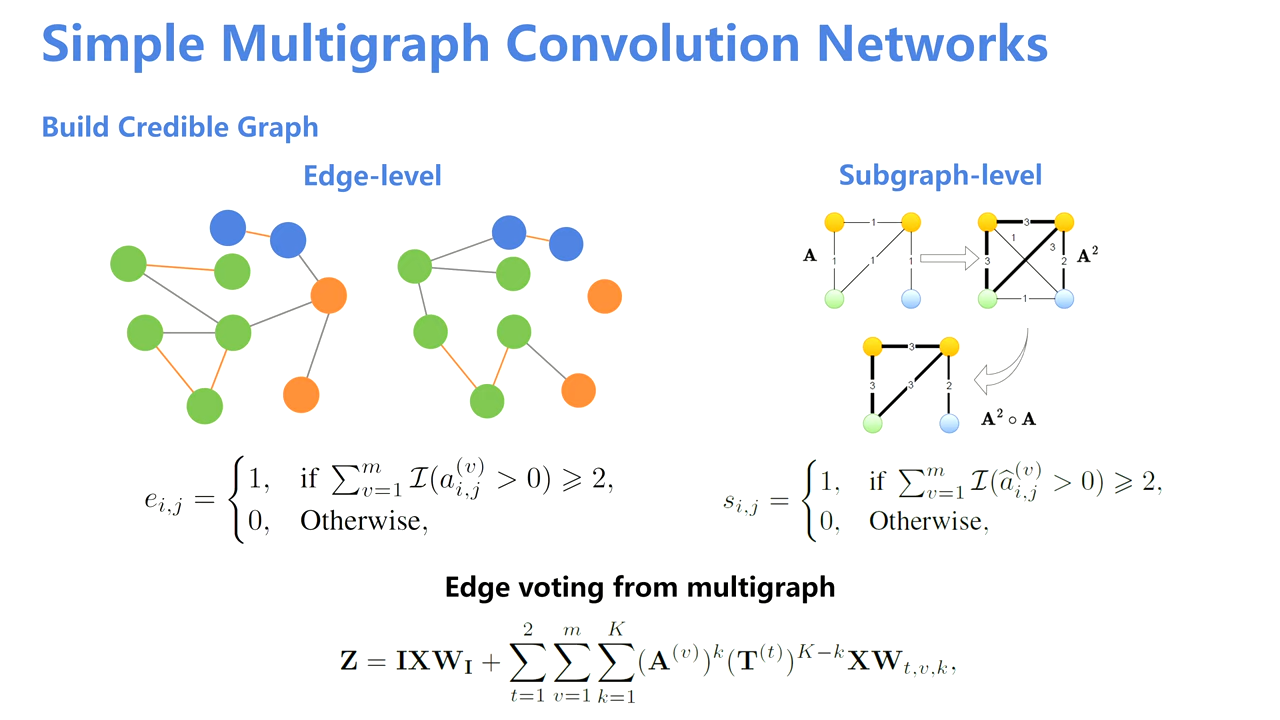 Simple Multigraph Convolution Networks
Build Credible Graph
Edge-level
Subgraph-level
A 1 1 1 1
3 1 3 3 2 1 A²
3 3 3 2 A² ∘ A
e_{i,j} = { 1, if ∑_{v=1}^{m} 𝓘(a_{i,j}^{(v)} > 0) ⩾ 2,
0, Otherwise,
s_{i,j} = { 1, if ∑_{v=1}^{m} 𝓘(â_{i,j}^{(v)} > 0) ⩾ 2,
0, Otherwise,
Edge voting from multigraph
Z = IXW_I + ∑_{t=1}^{2} ∑_{v=1}^{m} ∑_{k=1}^{K} (A^{(v)})^k (T^{(t)})^{K−k} XW_{t,v,k},